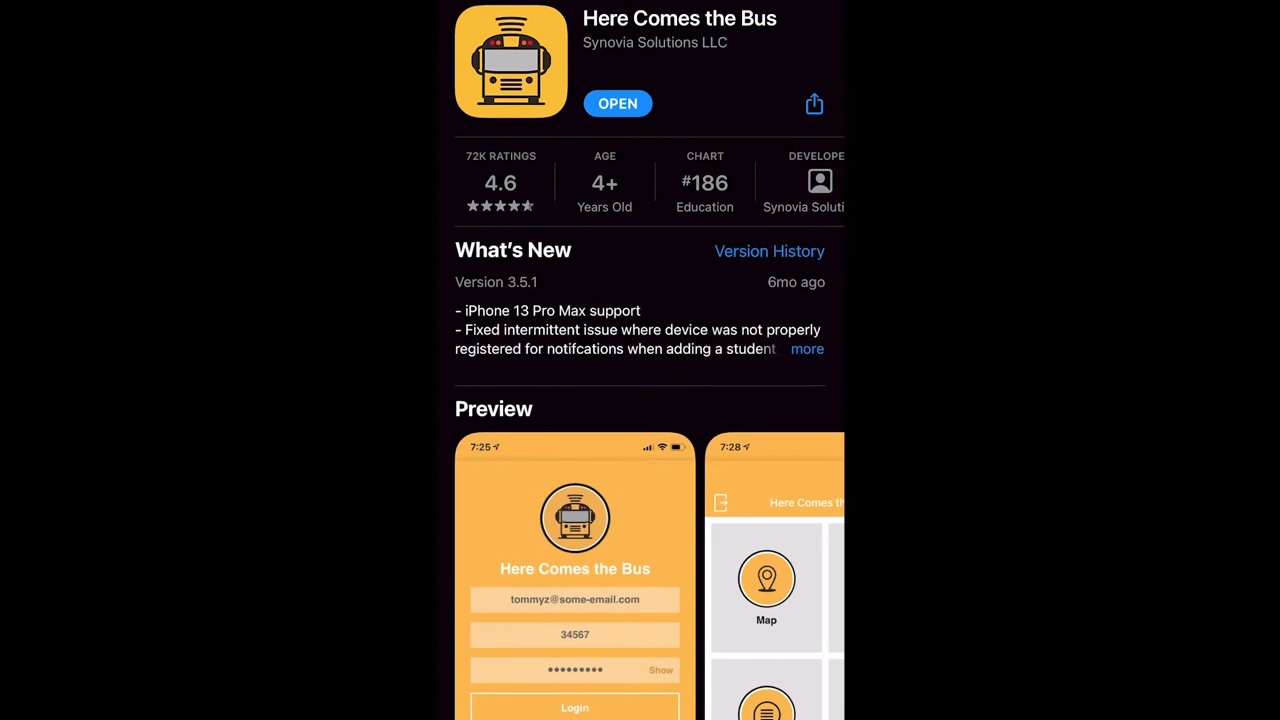 Here Comes the Bus
Synovia Solutions LLC
OPEN
72K RATINGS
4.6
AGE
4+
Years Old
CHART
#186
Education
DEVELOPE
Synovia Soluti
What's New
Version History
Version 3.5.1
6mo ago
- iPhone 13 Pro Max support
- Fixed intermittent issue where device was not properly
registered for notifcations when adding a student more
Preview
7:25
Here Comes the Bus
tommyz@some-email.com
34567
Show
Login
7:28
Here Comes th
Map